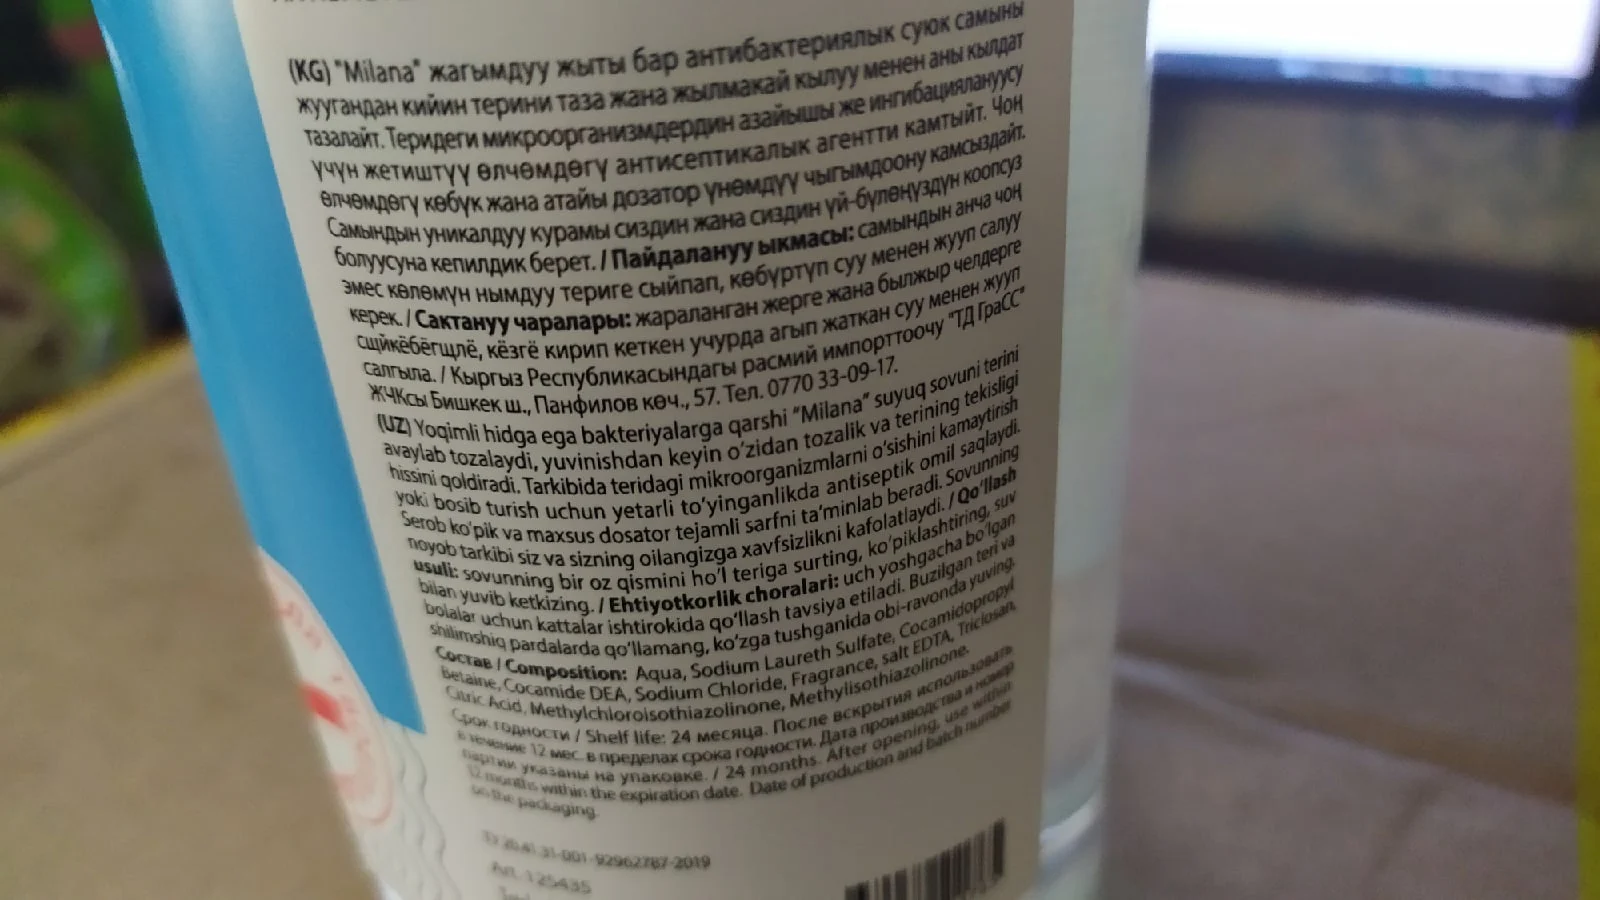 (KG) "Milana" жагымдуу жыты бар антибактериялык суюк самыны
жуугандан кийин терини таза жана жылмакай кылуу менен аны кылдат
тазалайт. Теридеги микроорганизмдердин азайышы же ингибациялануусу
үчүн жетиштүү өлчөмдөгү антисептикалык агентти камтыйт. Чоң
өлчөмдөгү көбүк жана атайы дозатор үнөмдүү чыгымдоону камсыздайт.
Самындын уникалдуу курамы сиздин жана сиздин үй-бүлөңүздүн коопсуз
болуусуна кепилдик берет. / Пайдалануу ыкмасы: самындын анча чоң
эмес көлөмүн нымдуу териге сыйпап, көбүртүп суу менен жууп салуу
керек. / Сактануу чаралары: жараланган жерге жана былжыр челдерге
сщйкёбёгщлё, кёзгё кирип кеткен учурда агып жаткан суу менен жууп
салгыла. / Кыргыз Республикасындагы расмий импорттоочу "ТД ГраСС"
ЖЧКсы Бишкек ш., Панфилов көч., 57. Тел. 0770 33-09-17.
(UZ) Yoqimli hidga ega bakteriyalarga qarshi "Milana" suyuq sovuni terini
avaylab tozalaydi, yuvinishdan keyin o'zidan tozalik va terining tekisligi
hissini qoldiradi. Tarkibida teridagi mikroorganizmlarni o'sishini kamaytirish
yoki bosib turish uchun yetarli to'yinganlikda antiseptik omil saqlaydi.
Serob ko'pik va maxsus dosator tejamli sarfni ta'minlab beradi. Sovunning
noyob tarkibi siz va sizning oilangizga xavfsizlikni kafolatlaydi. / Qo'llash
usuli: sovunning bir oz qismini ho'l teriga surting, ko'piklashtiring, suv
bilan yuvib ketkizing. / Ehtiyotkorlik choralari: uch yoshgacha bo'lgan
bolalar uchun kattalar ishtirokida qo'llash tavsiya etiladi. Buzilgan teri va
shilimshiq pardalarda qo'llamang, ko'zga tushganida obi-ravonda yuving.
Состав / Composition: Aqua, Sodium Laureth Sulfate, Cocamidopropyl
Betaine, Cocamide DEA, Sodium Chloride, Fragrance, salt EDTA, Triclosan,
Citric Acid, Methylchloroisothiazolinone, Methylisothiazolinone.
Срок годности / Shelf life: 24 месяца. После вскрытия использовать
в течение 12 мес. в пределах срока годности. Дата производства и номер
партии указаны на упаковке. / 24 months. After opening, use within
12 months within the expiration date. Date of production and batch number
on the packaging.
20.41.31-001-92962787-2019
Art. 125435